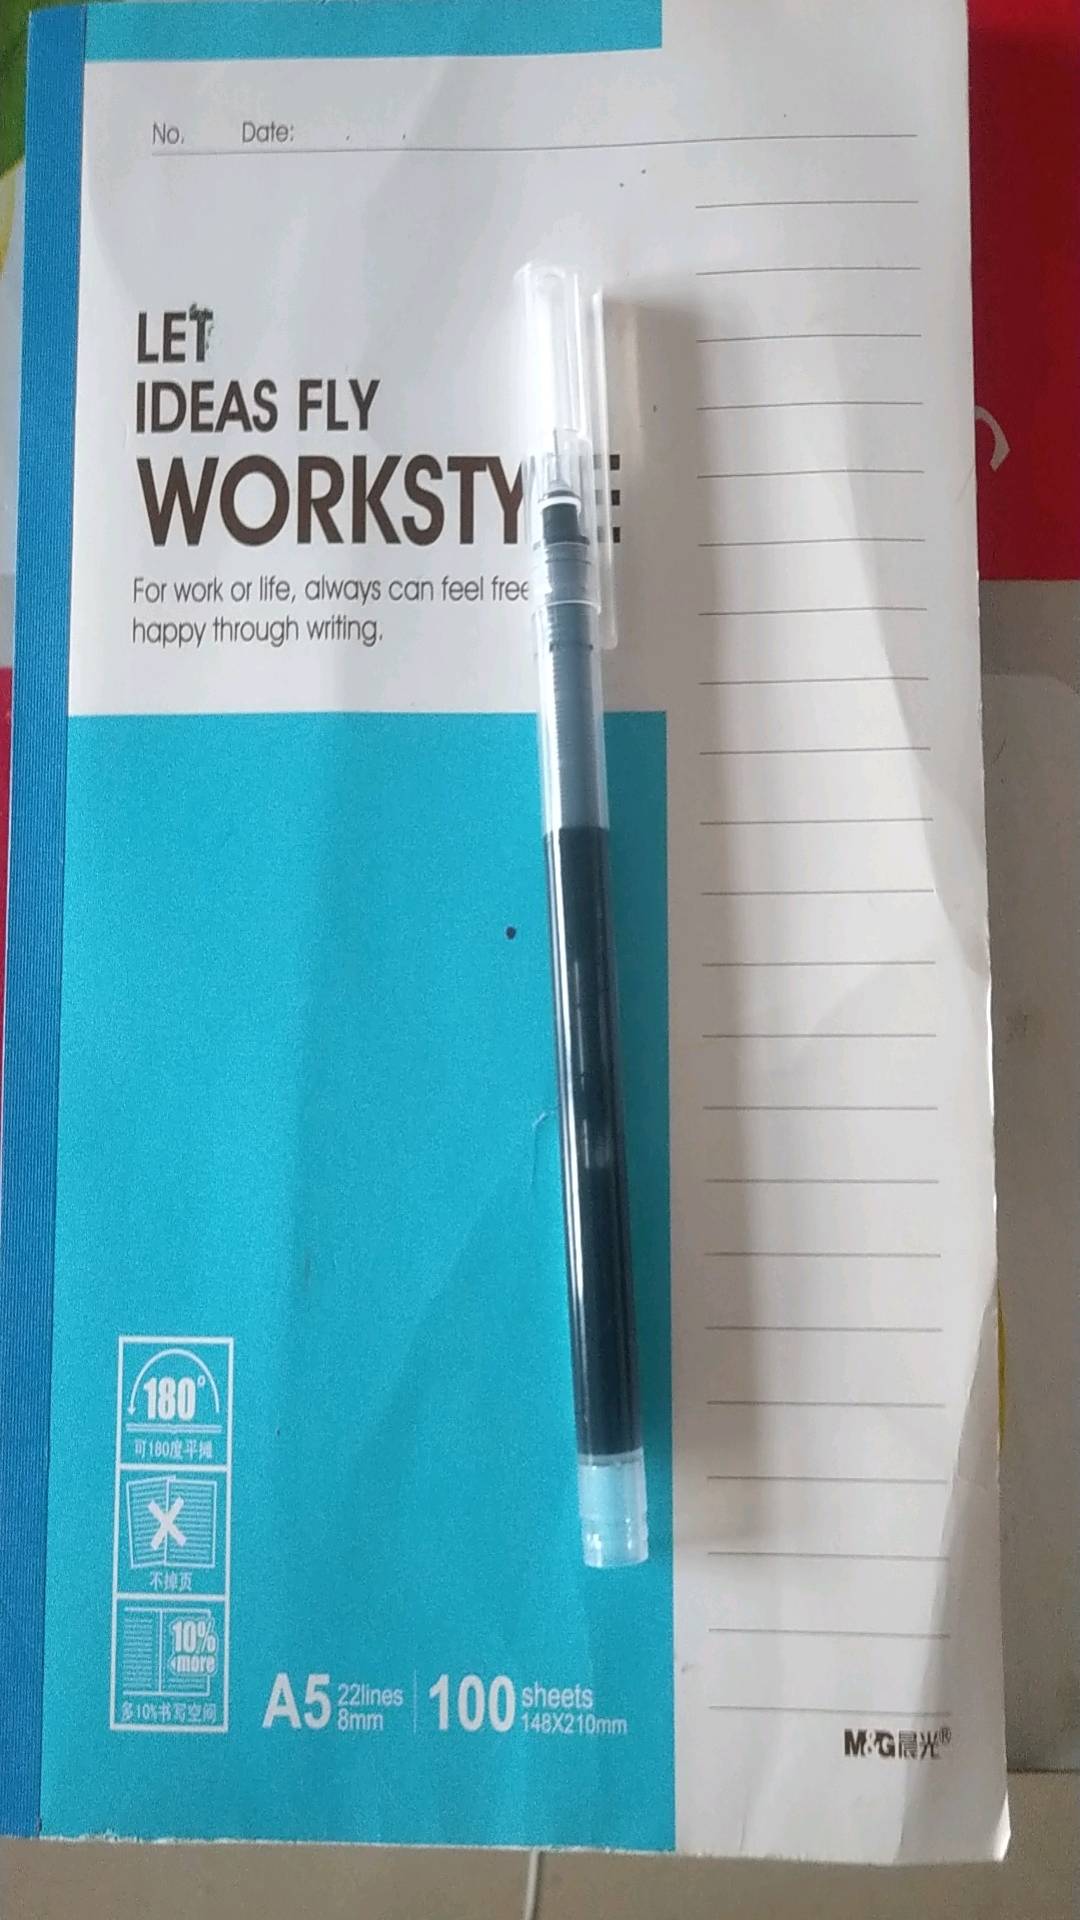 No. Date: . .
LET
IDEAS FLY
WORKSTY E
For work or life, always can feel free
happy through writing.
180°
可180度平摊
不掉页
10%
more
多10%书写空间
A5 22lines 8mm
100 sheets 148X210mm
M&G晨光®